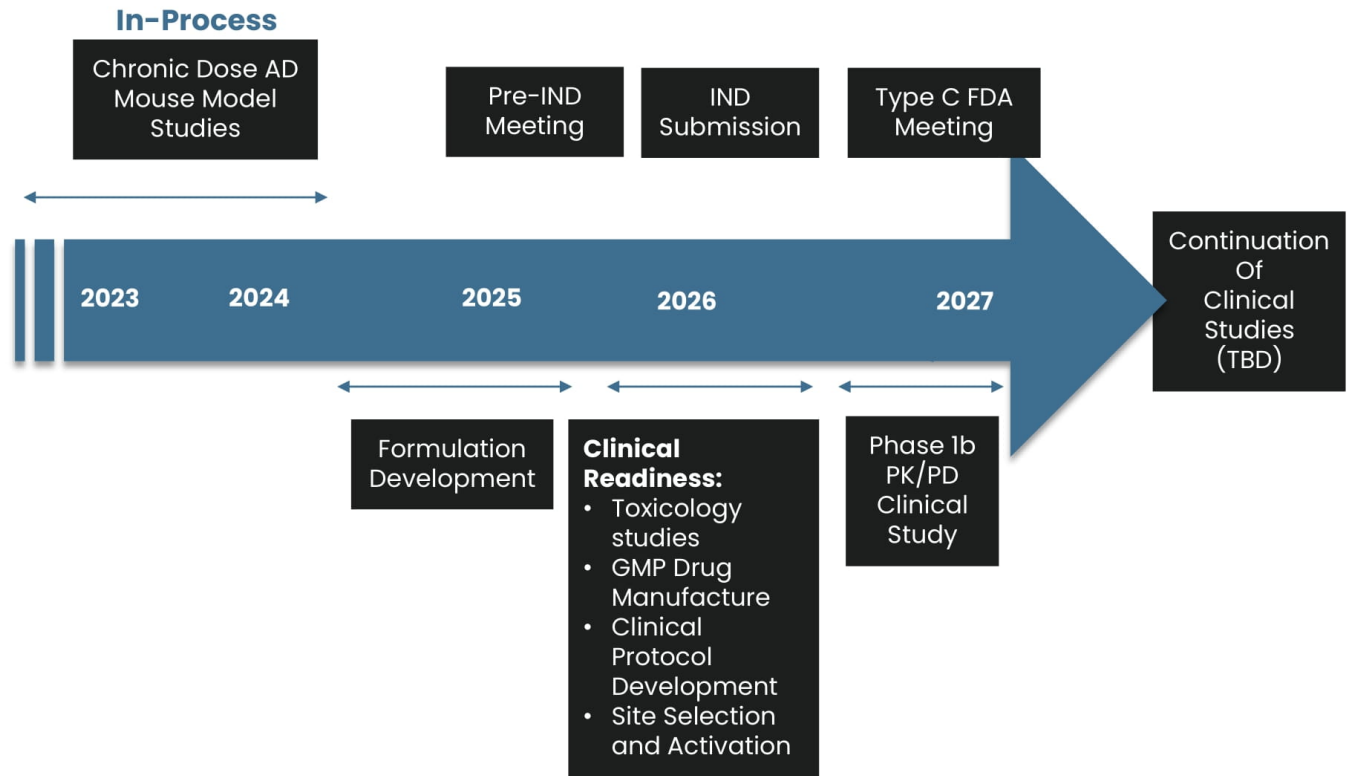 In-Process
Chronic Dose AD
Mouse Model
Studies
Pre-IND
Meeting
IND
Submission
Type C FDA
Meeting
2023
2024
2025
2026
2027
Continuation
Of
Clinical
Studies
(TBD)
Formulation
Development
Clinical
Readiness:
• Toxicology
studies
• GMP Drug
Manufacture
• Clinical
Protocol
Development
• Site Selection
and Activation
Phase 1b
PK/PD
Clinical
Study